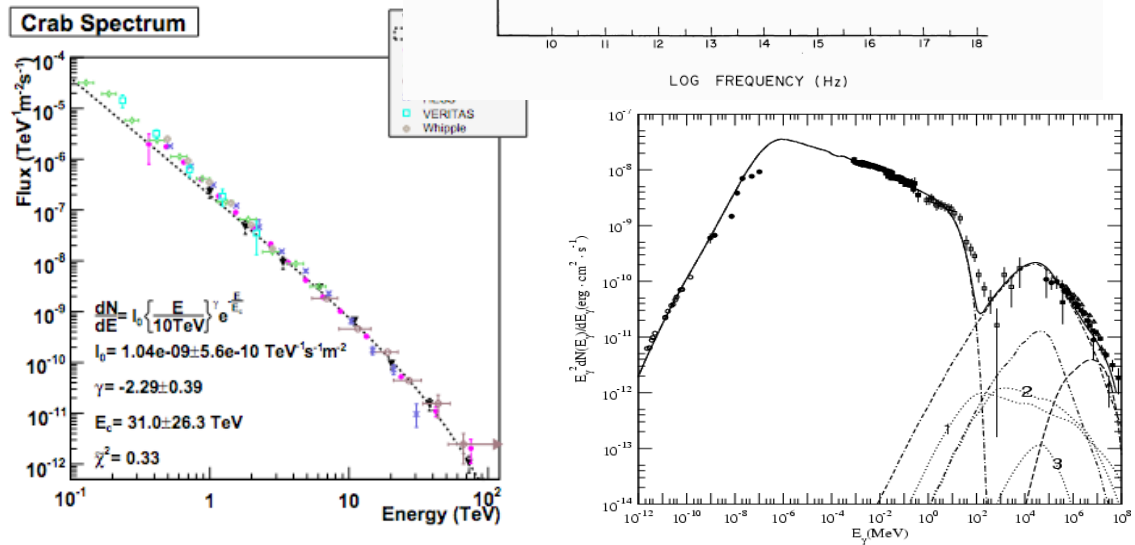 Crab Spectrum
Flux (TeV⁻¹m⁻²s⁻¹)
10⁻⁴
10⁻⁵
10⁻⁶
10⁻⁷
10⁻⁸
10⁻⁹
10⁻¹⁰
10⁻¹¹
10⁻¹²
VERITAS
Whipple
dN/dE = I₀{E/10TeV}^γ e^(-E/E_c)
I₀ = 1.04e-09±5.6e-10 TeV⁻¹s⁻¹m⁻²
γ = -2.29±0.39
E_c= 31.0±26.3 TeV
χ̃² = 0.33
10⁻¹ 1 10 10²
Energy (TeV)
10 11 12 13 14 15 16 17 18
LOG FREQUENCY (Hz)
E_γ² dN(E_γ)/dE_γ(erg · cm⁻² · s⁻¹)
10⁻⁷
10⁻⁸
10⁻⁹
10⁻¹⁰
10⁻¹¹
10⁻¹²
10⁻¹³
10⁻¹⁴
1
2
3
10⁻¹² 10⁻¹⁰ 10⁻⁸ 10⁻⁶ 10⁻⁴ 10⁻² 10⁰ 10² 10⁴ 10⁶ 10⁸
E_γ(MeV)